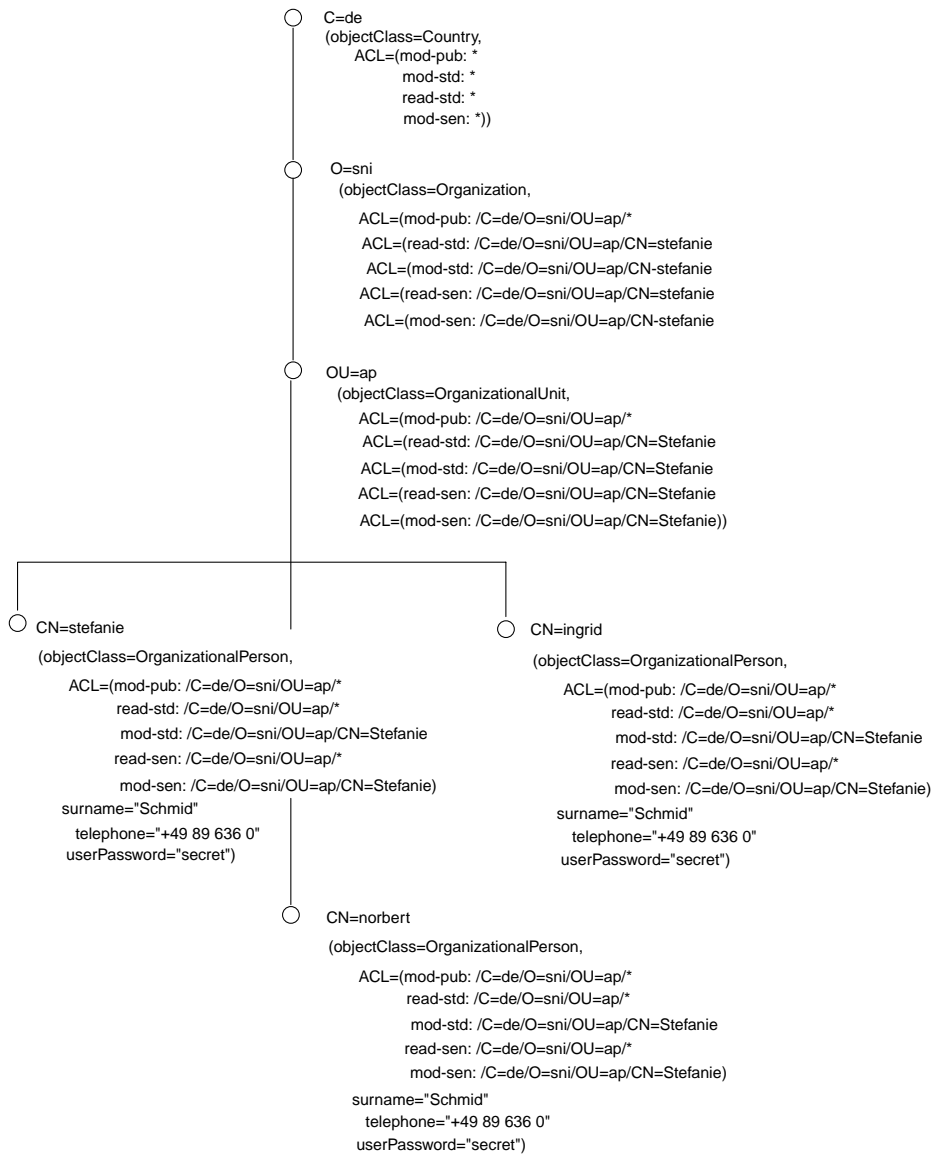 C=de
(objectClass=Country,
ACL=(mod-pub: *
mod-std: *
read-std: *
mod-sen: *))
O=sni
(objectClass=Organization,
ACL=(mod-pub: /C=de/O=sni/OU=ap/*
ACL=(read-std: /C=de/O=sni/OU=ap/CN=stefanie
ACL=(mod-std: /C=de/O=sni/OU=ap/CN-stefanie
ACL=(read-sen: /C=de/O=sni/OU=ap/CN=stefanie
ACL=(mod-sen: /C=de/O=sni/OU=ap/CN-stefanie
OU=ap
(objectClass=OrganizationalUnit,
ACL=(mod-pub: /C=de/O=sni/OU=ap/*
ACL=(read-std: /C=de/O=sni/OU=ap/CN=Stefanie
ACL=(mod-std: /C=de/O=sni/OU=ap/CN=Stefanie
ACL=(read-sen: /C=de/O=sni/OU=ap/CN=Stefanie
ACL=(mod-sen: /C=de/O=sni/OU=ap/CN=Stefanie))
CN=stefanie
(objectClass=OrganizationalPerson,
ACL=(mod-pub: /C=de/O=sni/OU=ap/*
read-std: /C=de/O=sni/OU=ap/*
mod-std: /C=de/O=sni/OU=ap/CN=Stefanie
read-sen: /C=de/O=sni/OU=ap/*
mod-sen: /C=de/O=sni/OU=ap/CN=Stefanie)
surname="Schmid"
telephone="+49 89 636 0"
userPassword="secret")
CN=ingrid
(objectClass=OrganizationalPerson,
ACL=(mod-pub: /C=de/O=sni/OU=ap/*
read-std: /C=de/O=sni/OU=ap/*
mod-std: /C=de/O=sni/OU=ap/CN=Stefanie
read-sen: /C=de/O=sni/OU=ap/*
mod-sen: /C=de/O=sni/OU=ap/CN=Stefanie)
surname="Schmid"
telephone="+49 89 636 0"
userPassword="secret")
CN=norbert
(objectClass=OrganizationalPerson,
ACL=(mod-pub: /C=de/O=sni/OU=ap/*
read-std: /C=de/O=sni/OU=ap/*
mod-std: /C=de/O=sni/OU=ap/CN=Stefanie
read-sen: /C=de/O=sni/OU=ap/*
mod-sen: /C=de/O=sni/OU=ap/CN=Stefanie)
surname="Schmid"
telephone="+49 89 636 0"
userPassword="secret")